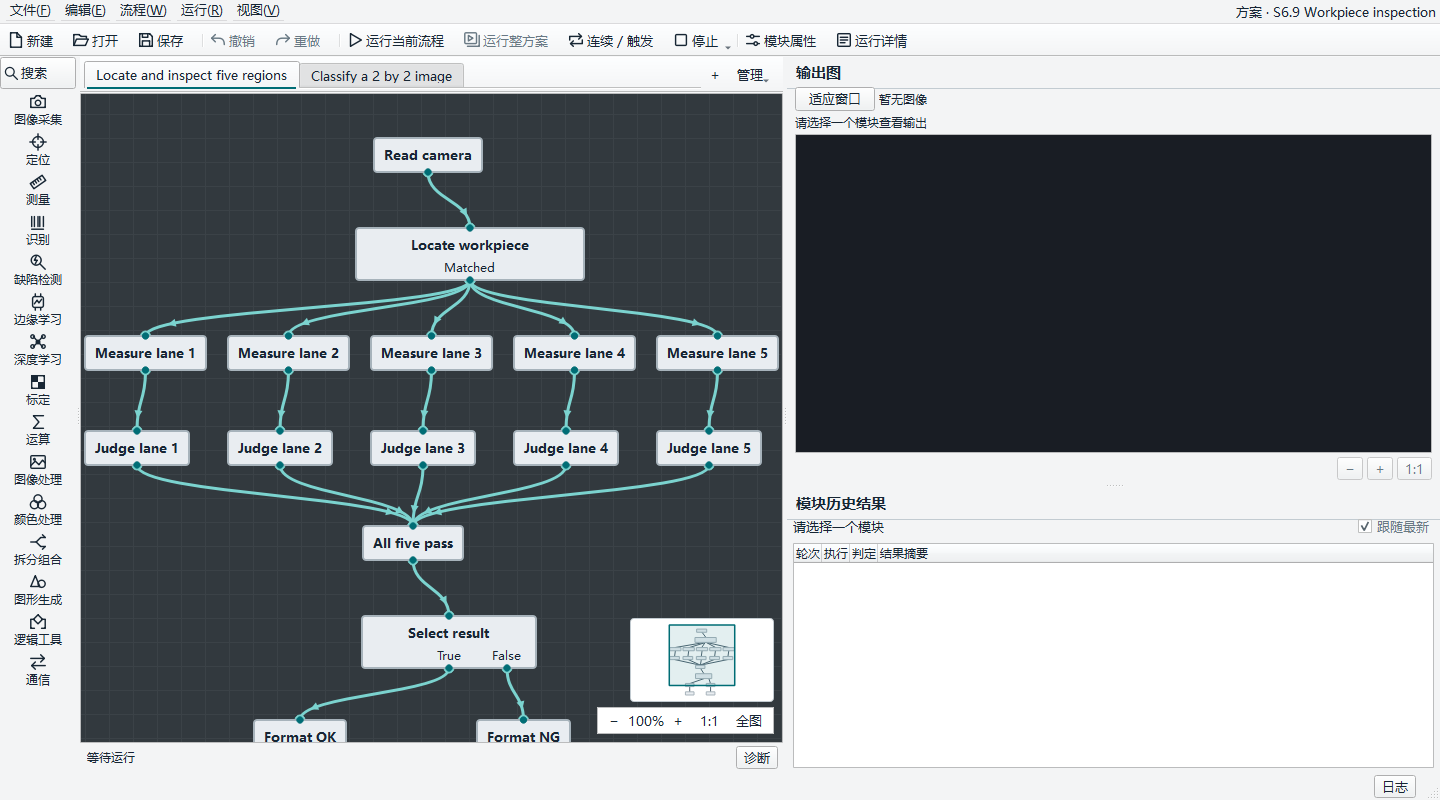 文件(F) 编辑(E) 流程(W) 运行(R) 视图(V) 方案 · S6.9 Workpiece inspection
新建 打开 保存 撤销 重做 运行当前流程 运行整方案 连续 / 触发 停止 模块属性 运行详情
搜索
图像采集
定位
测量
识别
缺陷检测
边缘学习
深度学习
标定
运算
图像处理
颜色处理
拆分组合
图形生成
逻辑工具
通信
Locate and inspect five regions Classify a 2 by 2 image + 管理
Read camera
Locate workpiece
Matched
Measure lane 1 Measure lane 2 Measure lane 3 Measure lane 4 Measure lane 5
Judge lane 1 Judge lane 2 Judge lane 3 Judge lane 4 Judge lane 5
All five pass
Select result
True False
Format OK Format NG
− 100% + 1:1 全图
等待运行 诊断
输出图
适应窗口 暂无图像
请选择一个模块查看输出
− + 1:1
模块历史结果
请选择一个模块 跟随最新
轮次 执行 判定 结果摘要
日志